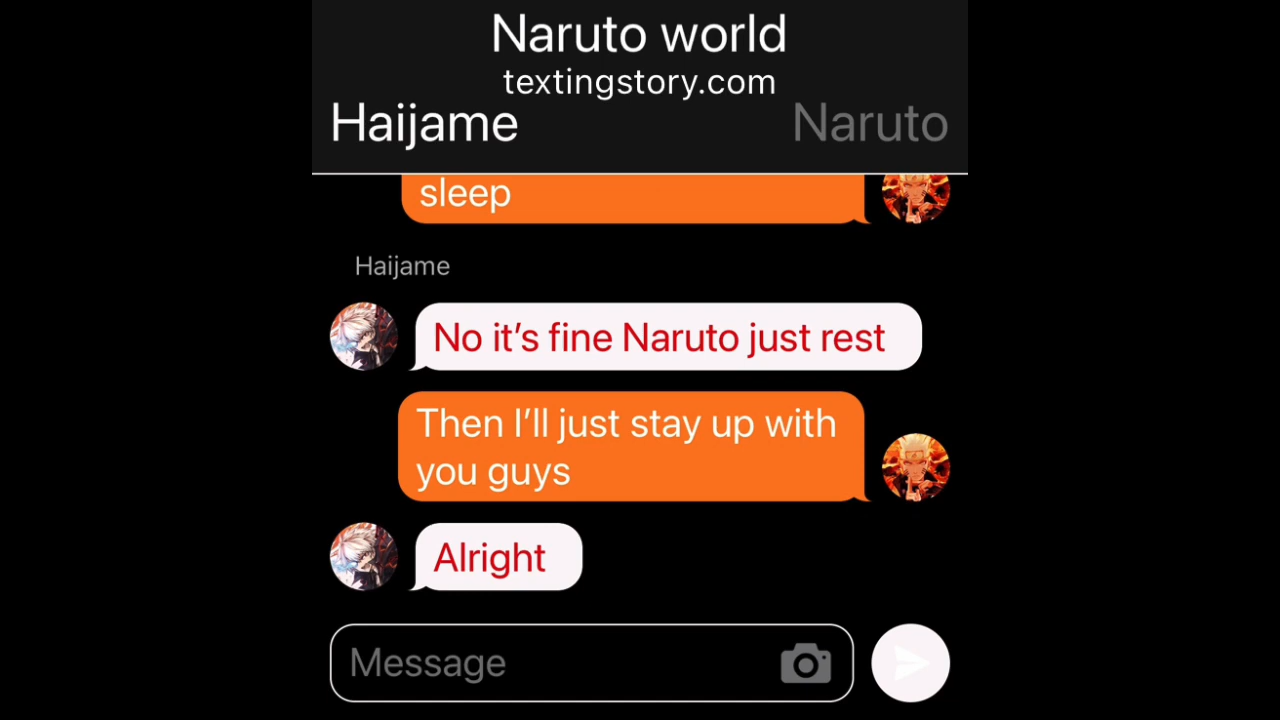 Naruto world
textingstory.com
Haijame
Naruto
sleep
Haijame
No it’s fine Naruto just rest
Then I’ll just stay up with
you guys
Alright
Message